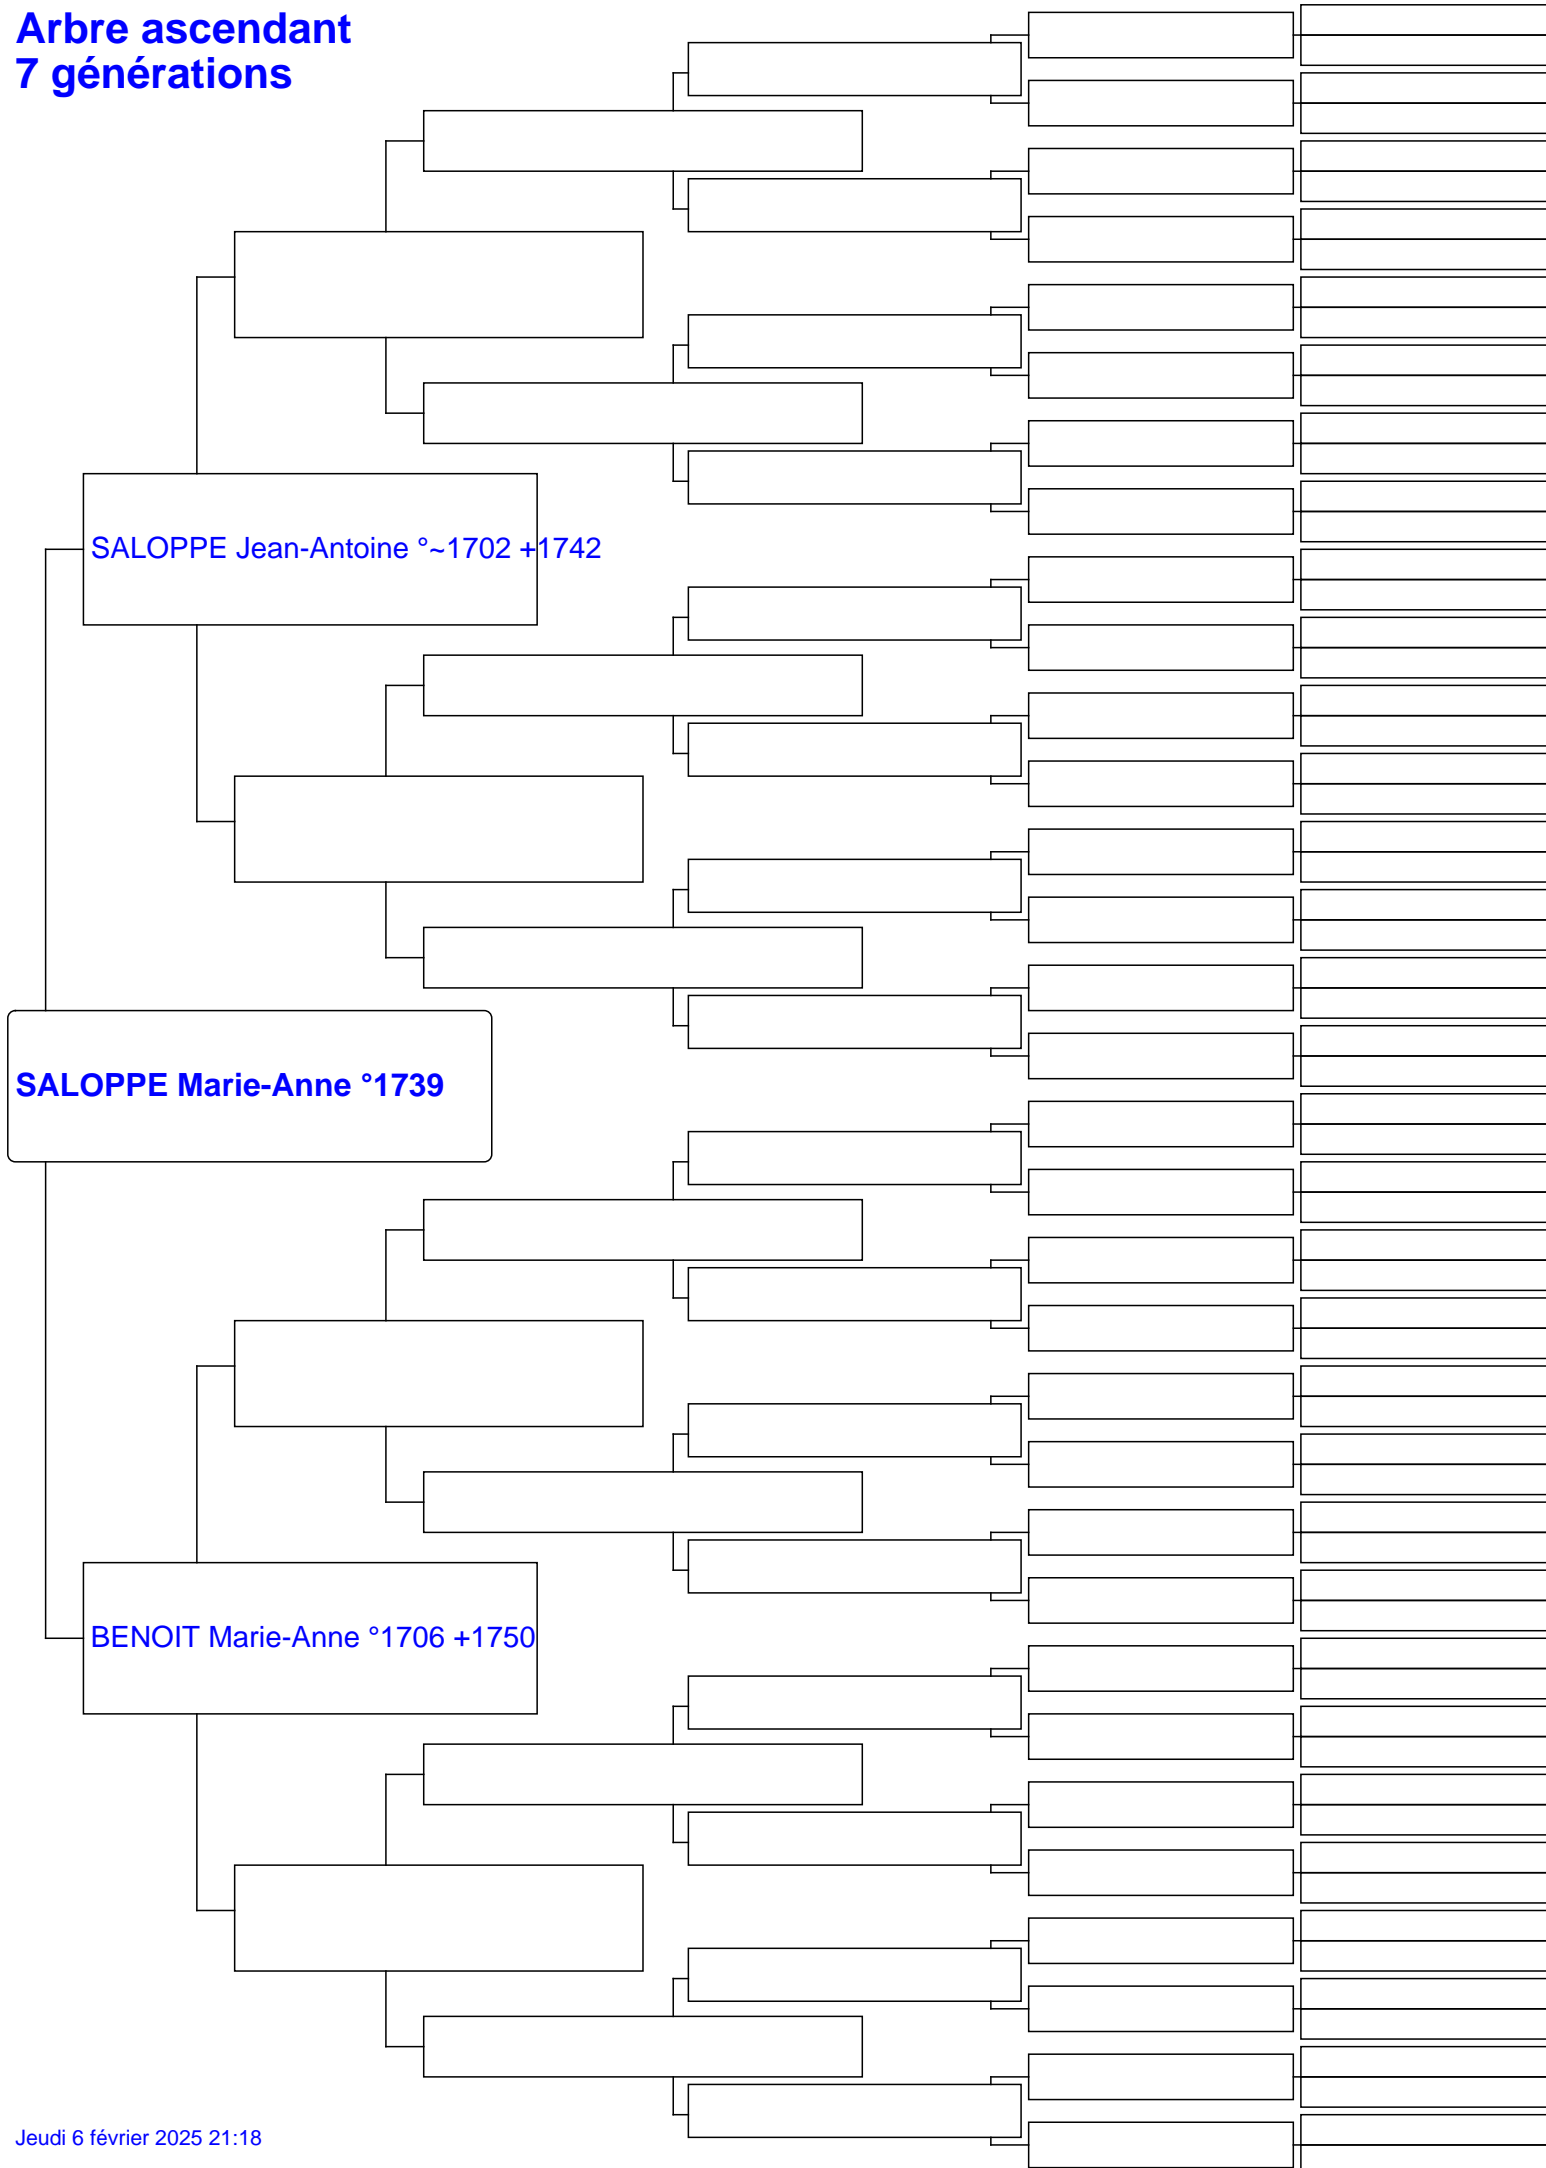 Arbre ascendant
7 générations
SALOPPE Jean-Antoine °~1702 +1742
SALOPPE Marie-Anne °1739
BENOIT Marie-Anne °1706 +1750
Jeudi 6 février 2025 21:18